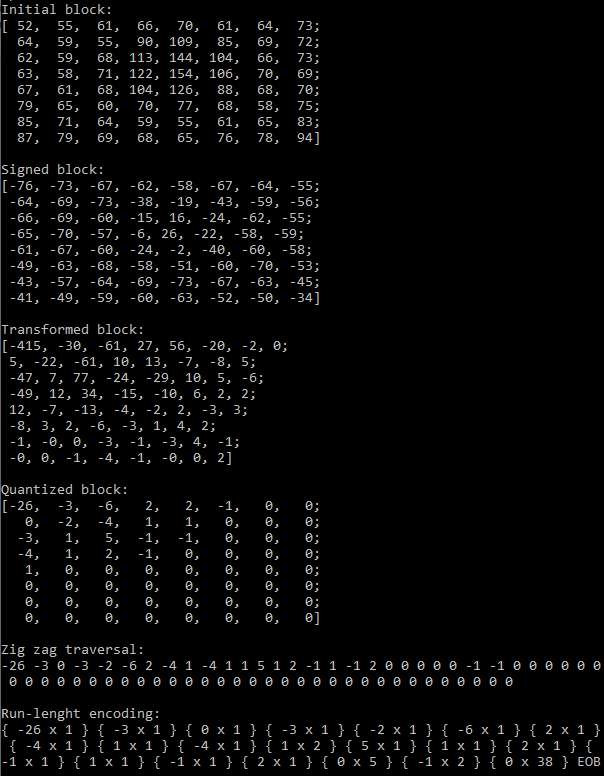 Initial block:
[ 52,  55,  61,  66,  70,  61,  64,  73;
  64,  59,  55,  90, 109,  85,  69,  72;
  62,  59,  68, 113, 144, 104,  66,  73;
  63,  58,  71, 122, 154, 106,  70,  69;
  67,  61,  68, 104, 126,  88,  68,  70;
  79,  65,  60,  70,  77,  68,  58,  75;
  85,  71,  64,  59,  55,  61,  65,  83;
  87,  79,  69,  68,  65,  76,  78,  94]
Signed block:
[-76, -73, -67, -62, -58, -67, -64, -55;
 -64, -69, -73, -38, -19, -43, -59, -56;
 -66, -69, -60, -15, 16, -24, -62, -55;
 -65, -70, -57, -6, 26, -22, -58, -59;
 -61, -67, -60, -24, -2, -40, -60, -58;
 -49, -63, -68, -58, -51, -60, -70, -53;
 -43, -57, -64, -69, -73, -67, -63, -45;
 -41, -49, -59, -60, -63, -52, -50, -34]
Transformed block:
[-415, -30, -61, 27, 56, -20, -2, 0;
 5, -22, -61, 10, 13, -7, -8, 5;
 -47, 7, 77, -24, -29, 10, 5, -6;
 -49, 12, 34, -15, -10, 6, 2, 2;
 12, -7, -13, -4, -2, 2, -3, 3;
 -8, 3, 2, -6, -3, 1, 4, 2;
 -1, -0, 0, -3, -1, -3, 4, -1;
 -0, 0, -1, -4, -1, -0, 0, 2]
Quantized block:
[-26,  -3,  -6,   2,   2,  -1,   0,   0;
   0,  -2,  -4,   1,   1,   0,   0,   0;
  -3,   1,   5,  -1,  -1,   0,   0,   0;
  -4,   1,   2,  -1,   0,   0,   0,   0;
   1,   0,   0,   0,   0,   0,   0,   0;
   0,   0,   0,   0,   0,   0,   0,   0;
   0,   0,   0,   0,   0,   0,   0,   0;
   0,   0,   0,   0,   0,   0,   0,   0]
Zig zag traversal:
-26 -3 0 -3 -2 -6 2 -4 1 -4 1 1 5 1 2 -1 1 -1 2 0 0 0 0 0 -1 -1 0 0 0 0 0 0
 0 0 0 0 0 0 0 0 0 0 0 0 0 0 0 0 0 0 0 0 0 0 0 0 0 0 0 0 0 0 0 0
Run-lenght encoding:
{ -26 x 1 } { -3 x 1 } { 0 x 1 } { -3 x 1 } { -2 x 1 } { -6 x 1 } { 2 x 1 }
 { -4 x 1 } { 1 x 1 } { -4 x 1 } { 1 x 2 } { 5 x 1 } { 1 x 1 } { 2 x 1 } {
-1 x 1 } { 1 x 1 } { -1 x 1 } { 2 x 1 } { 0 x 5 } { -1 x 2 } { 0 x 38 } EOB